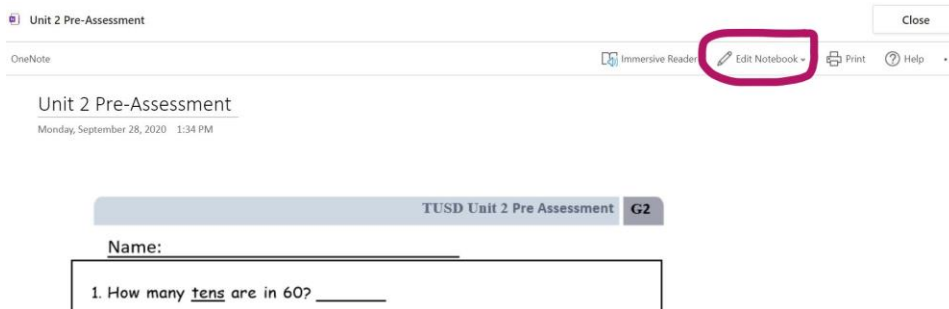 Unit 2 Pre-Assessment
Close
OneNote
Immersive Reader
Edit Notebook
Print
Help
Unit 2 Pre-Assessment
Monday, September 28, 2020 1:34 PM
TUSD Unit 2 Pre Assessment G2
Name:
1. How many tens are in 60?